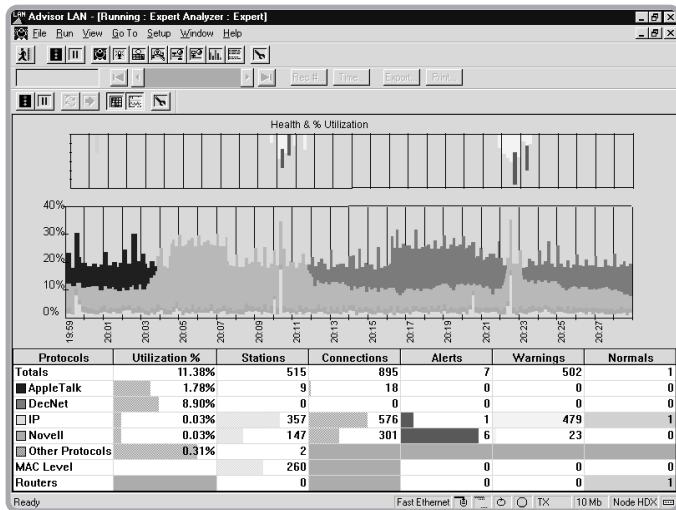 Advisor LAN - [Running : Expert Analyzer : Expert]
File Run View Go To Setup Window Help
Rec # Time... Export... Print...
Health & % Utilization
40%
30%
20%
10%
0%
19:59 20:01 20:03 20:05 20:07 20:09 20:11 20:13 20:15 20:17 20:19 20:21 20:23 20:25 20:27
Protocols Utilization % Stations Connections Alerts Warnings Normals
Totals 11.38% 515 895 7 502 1
AppleTalk 1.78% 9 18 0 0 0
DecNet 8.90% 0 0 0 0 0
IP 0.03% 357 576 1 479 1
Novell 0.03% 147 301 6 23 0
Other Protocols 0.31% 2
MAC Level 260 0 0 0
Routers 0 0 0 1
Ready Fast Ethernet TX 10 Mb Node HDX